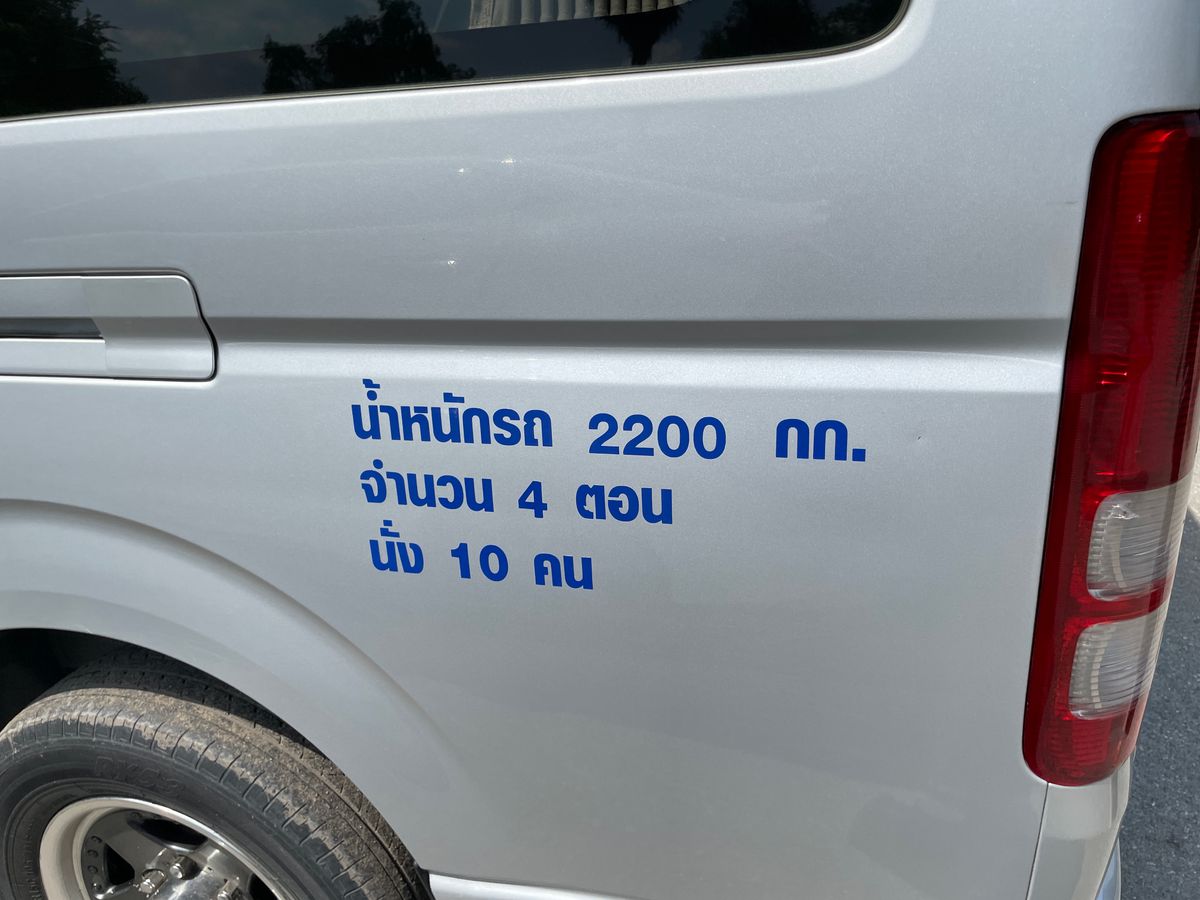 น้ำหนักรถ 2200 กก.
จำนวน 4 ตอน
นั่ง 10 คน